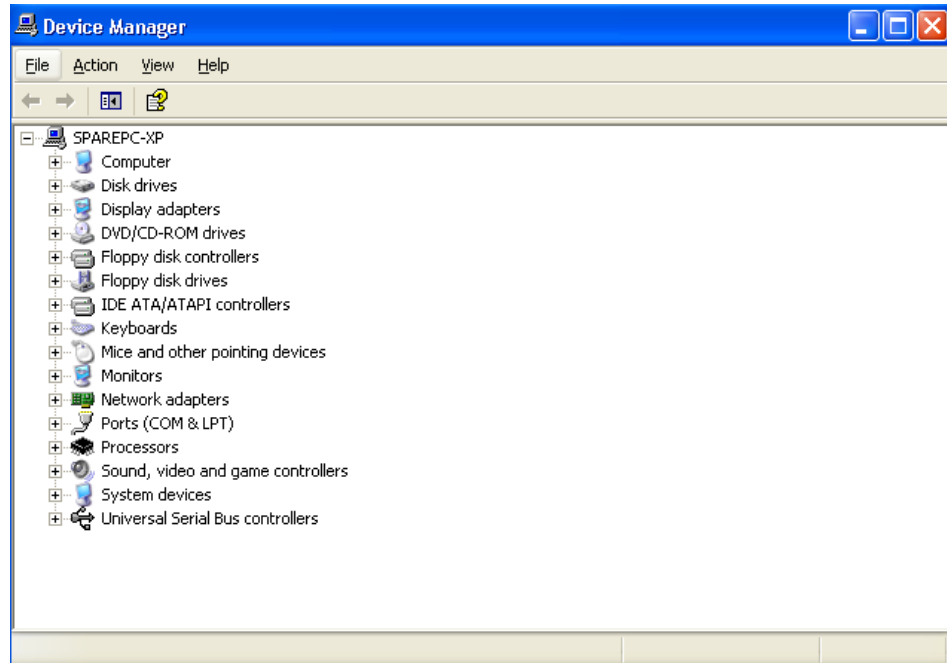 Device Manager
File Action View Help
SPAREPC-XP
Computer
Disk drives
Display adapters
DVD/CD-ROM drives
Floppy disk controllers
Floppy disk drives
IDE ATA/ATAPI controllers
Keyboards
Mice and other pointing devices
Monitors
Network adapters
Ports (COM & LPT)
Processors
Sound, video and game controllers
System devices
Universal Serial Bus controllers